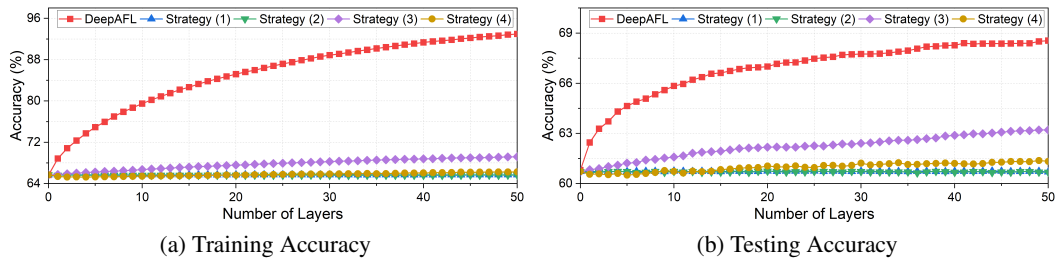 DeepAFL Strategy (1) Strategy (2) Strategy (3) Strategy (4)
96
88
80
72
64
Accuracy (%)
0 10 20 30 40 50
Number of Layers
(a) Training Accuracy
DeepAFL Strategy (1) Strategy (2) Strategy (3) Strategy (4)
69
66
63
60
Accuracy (%)
0 10 20 30 40 50
Number of Layers
(b) Testing Accuracy